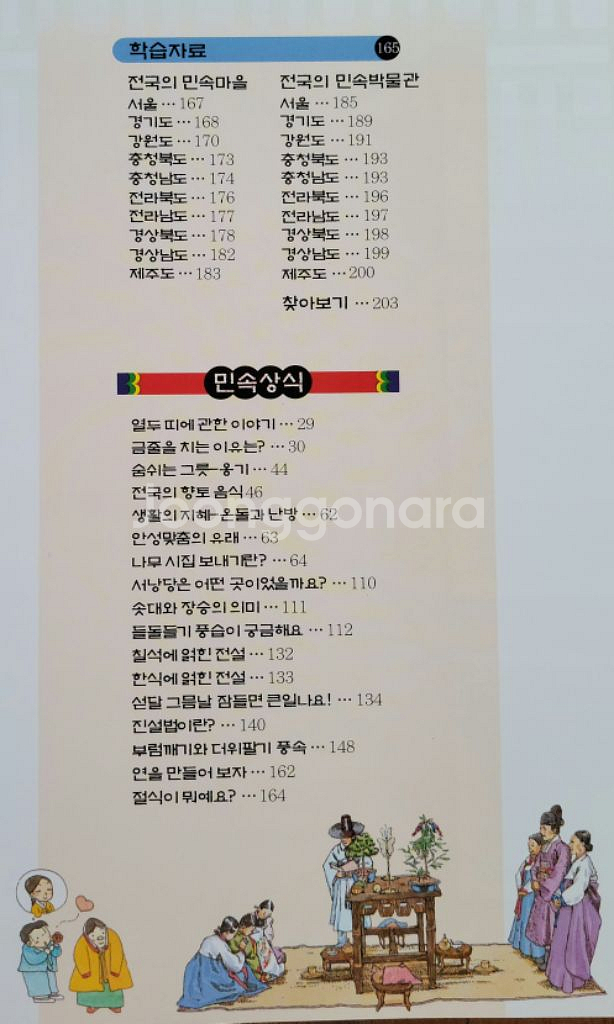 학습자료 165
전국의 민속마을
서울 … 167
경기도 … 168
강원도 … 170
충청북도 … 173
충청남도 … 174
전라북도 … 176
전라남도 … 177
경상북도 … 178
경상남도 … 182
제주도 … 183
전국의 민속박물관
서울 … 185
경기도 … 189
강원도 … 191
충청북도 … 193
충청남도 … 193
전라북도 … 196
전라남도 … 197
경상북도 … 198
경상남도 … 199
제주도 … 200
찾아보기 … 203
민속상식
열두 띠에 관한 이야기 … 29
금줄을 치는 이유는? … 30
숨쉬는 그릇-옹기 … 44
전국의 향토 음식46
생활의 지혜-온돌과 난방 … 62
안성맞춤의 유래 … 63
나무 시집 보내기란? … 64
서낭당은 어떤 곳이었을까요? … 110
솟대와 장승의 의미 … 111
들돌들기 풍습이 궁금해요 … 112
칠석에 얽힌 전설 … 132
한식에 얽힌 전설 … 133
섣달 그믐날 잠들면 큰일나요! … 134
진설법이란? … 140
부럼깨기와 더위팔기 풍속 … 148
연을 만들어 보자 … 162
절식이 뭐예요? … 164
joonggonara